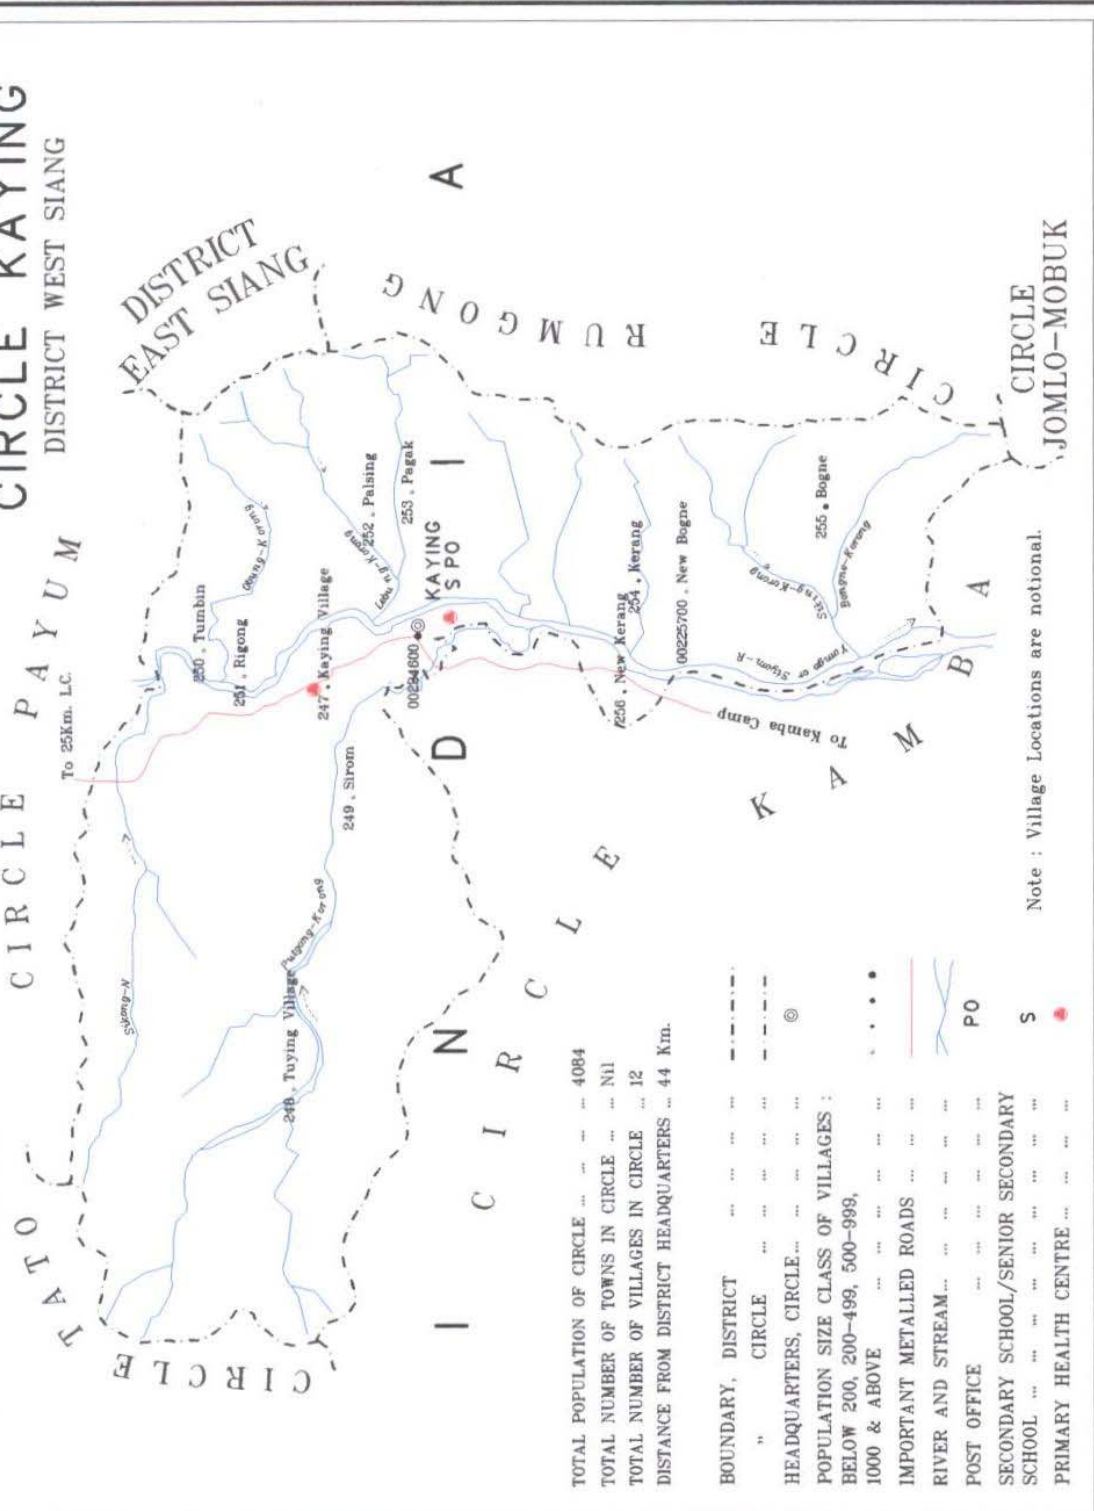 CIRCLE KAYING
DISTRICT WEST SIANG
CIRCLE PAYUM
To 25Km. LC.
CIRCLE TATO
DISTRICT
EAST SIANG
CIRCLE RUMGONG
CIRCLE
JOMLO-MOBUK
CIRCLE KAMBA
INDIA
Sikong-N
250 Tumbin
251 Rigong
247 Kaying Village
252 Palsing
253 Pagak
KAYING
S PO
249 Sirom
248 Tuying Village
254 Kerang
256 New Kerang
00225700 New Bogne
255 Bogne
Bongne-Korong
Yomgo or Siyom-R
To Kamba Camp
TOTAL POPULATION OF CIRCLE ... ... ... ... 4084
TOTAL NUMBER OF TOWNS IN CIRCLE ... ... Nil
TOTAL NUMBER OF VILLAGES IN CIRCLE ... 12
DISTANCE FROM DISTRICT HEADQUARTERS ... 44 Km.
BOUNDARY, DISTRICT ... ... ... ... ...
" CIRCLE ... ... ... ... ...
HEADQUARTERS, CIRCLE... ... ... ... ...
POPULATION SIZE CLASS OF VILLAGES :
BELOW 200, 200-499, 500-999,
1000 & ABOVE ... ... ... ... ...
IMPORTANT METALLED ROADS ... ... ... ...
RIVER AND STREAM... ... ... ... ... ...
POST OFFICE ... ... ... ... ... PO
SECONDARY SCHOOL/SENIOR SECONDARY
SCHOOL ... ... ... ... ... ... ... ... S
PRIMARY HEALTH CENTRE ... ... ... ...
Note : Village Locations are notional.